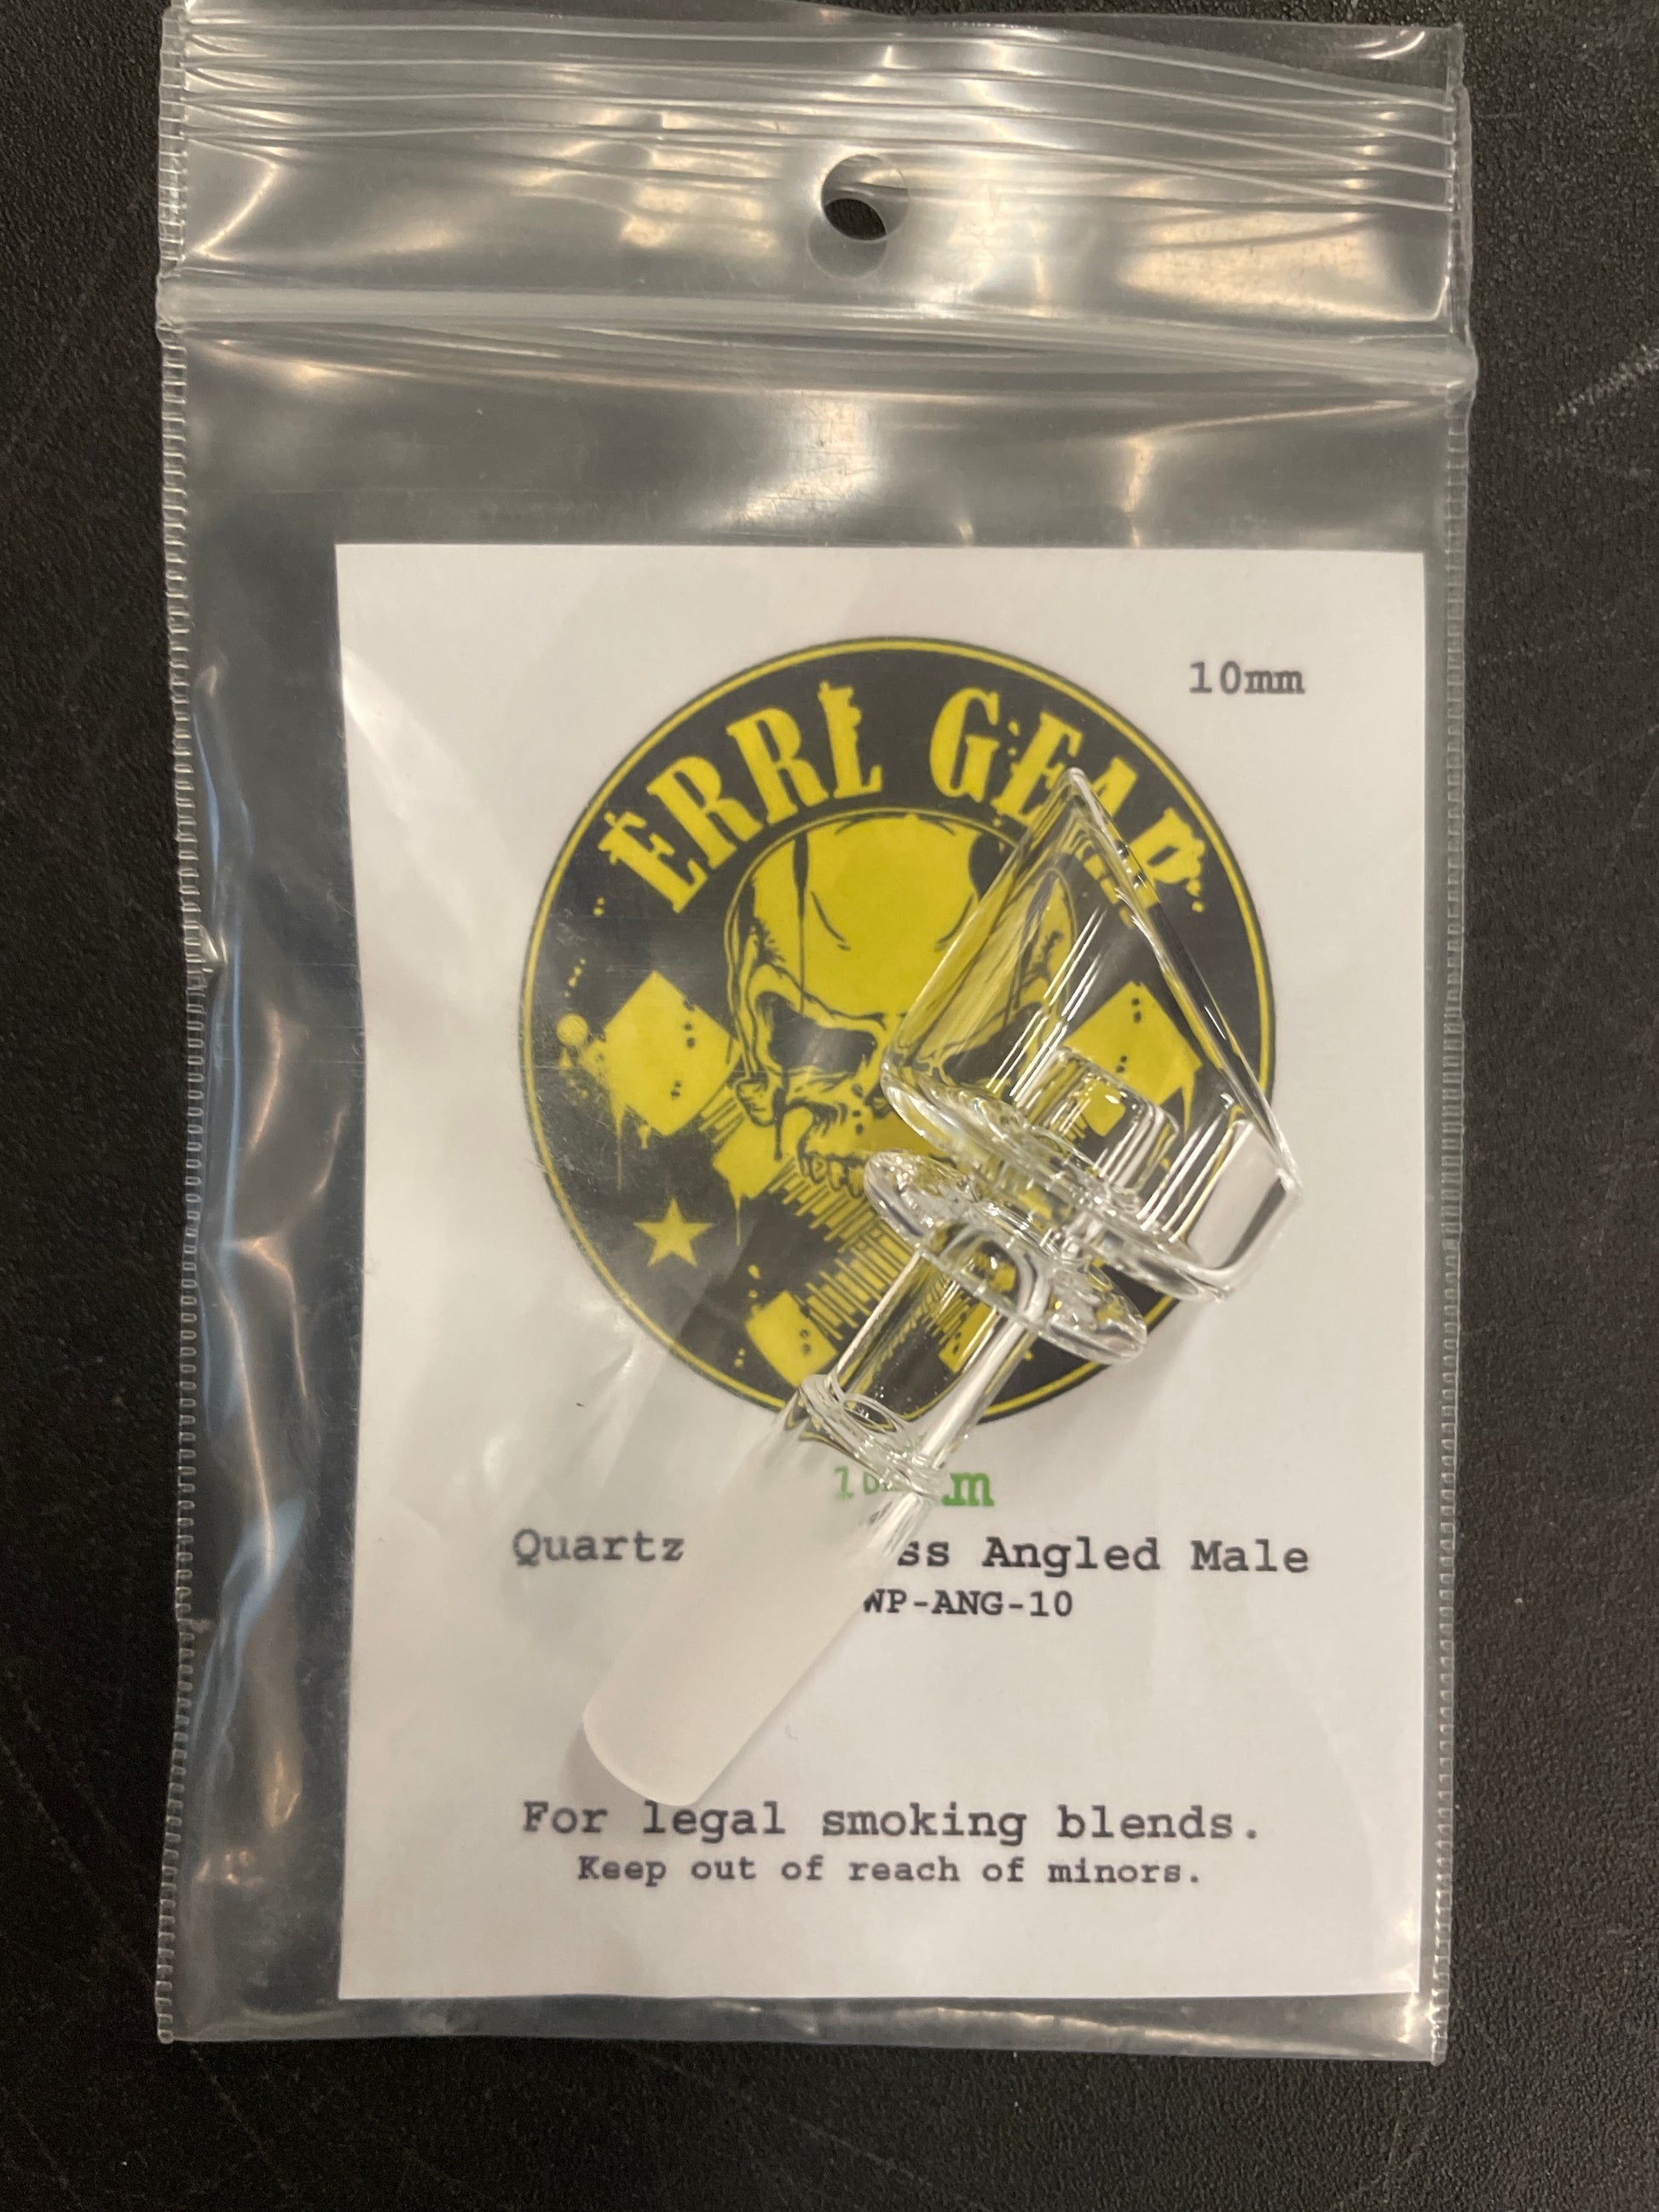 10mm
ERRL GEAR
Quartz Angled Male
WP-ANG-10
For legal smoking blends.
Keep out of reach of minors.